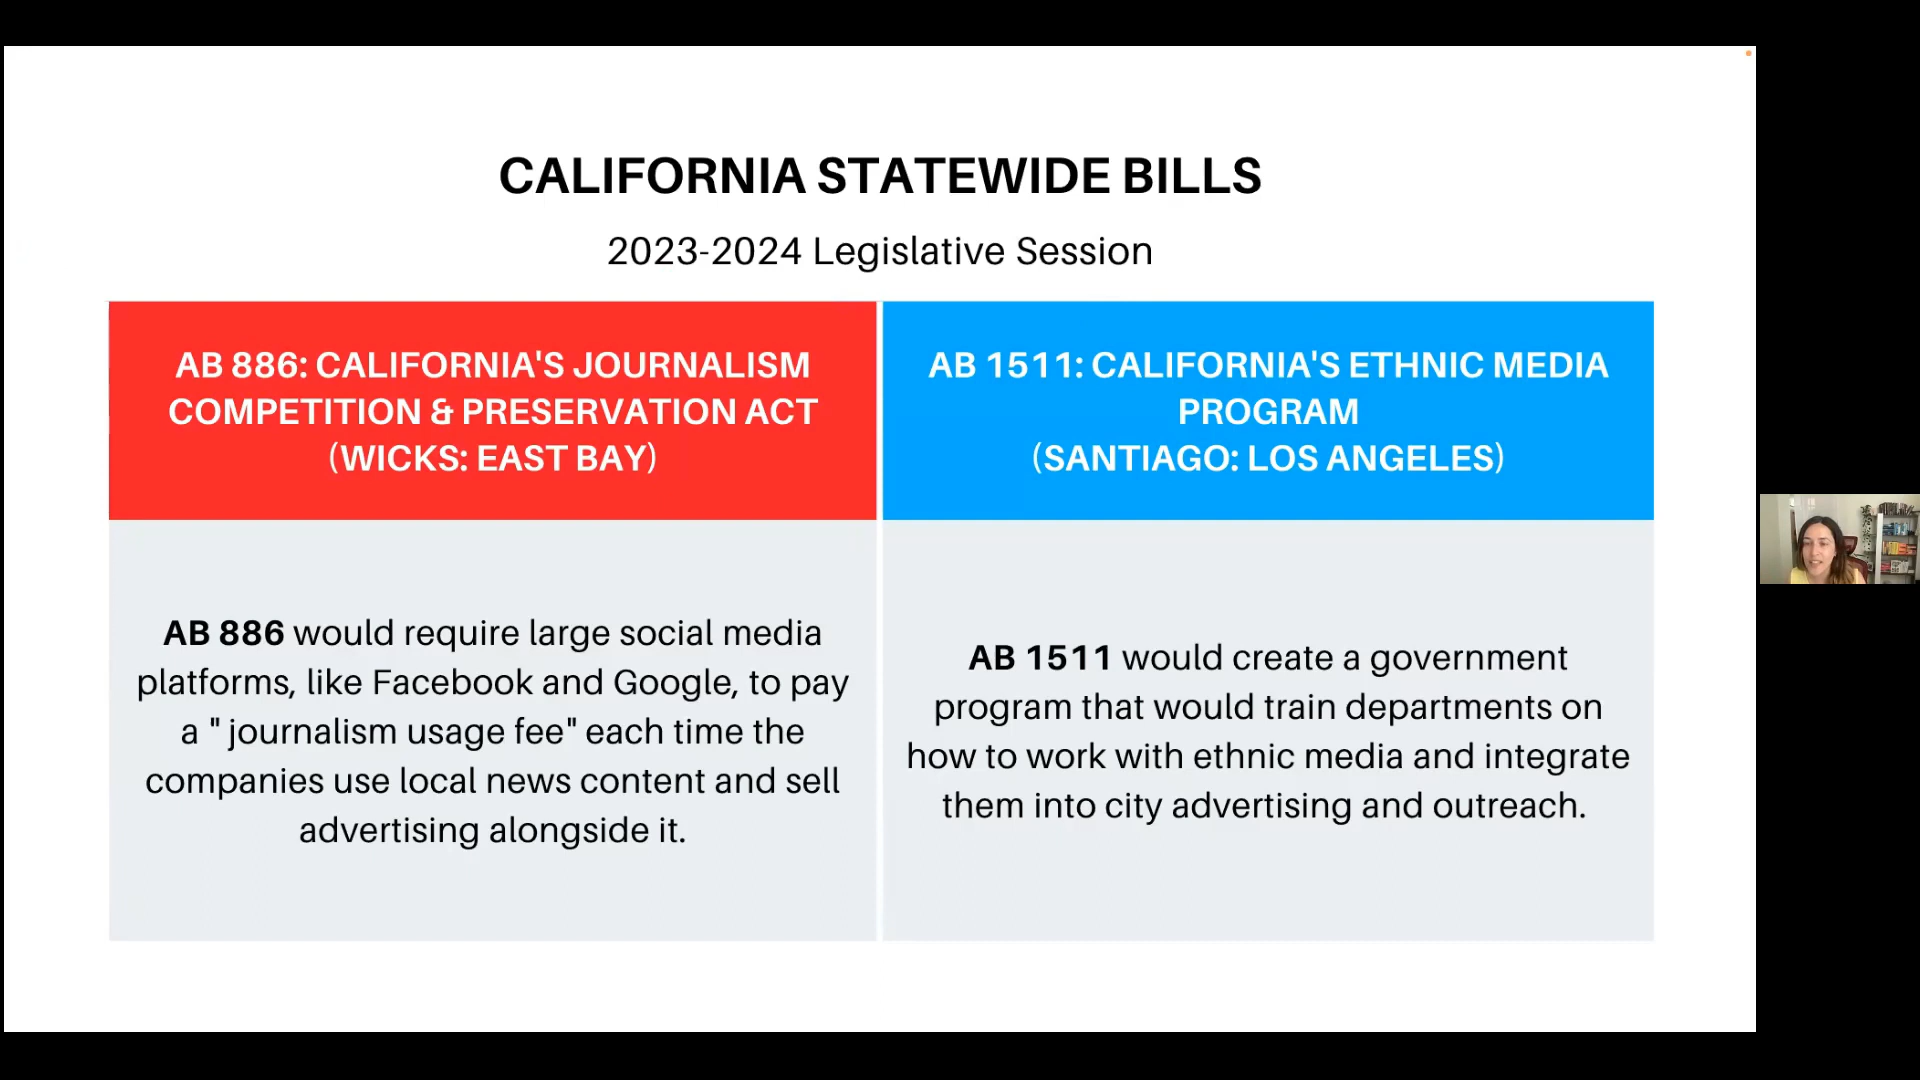 CALIFORNIA STATEWIDE BILLS
2023-2024 Legislative Session
AB 886: CALIFORNIA'S JOURNALISM
COMPETITION & PRESERVATION ACT
(WICKS: EAST BAY)
AB 886 would require large social media
platforms, like Facebook and Google, to pay
a " journalism usage fee" each time the
companies use local news content and sell
advertising alongside it.
AB 1511: CALIFORNIA'S ETHNIC MEDIA
PROGRAM
(SANTIAGO: LOS ANGELES)
AB 1511 would create a government
program that would train departments on
how to work with ethnic media and integrate
them into city advertising and outreach.